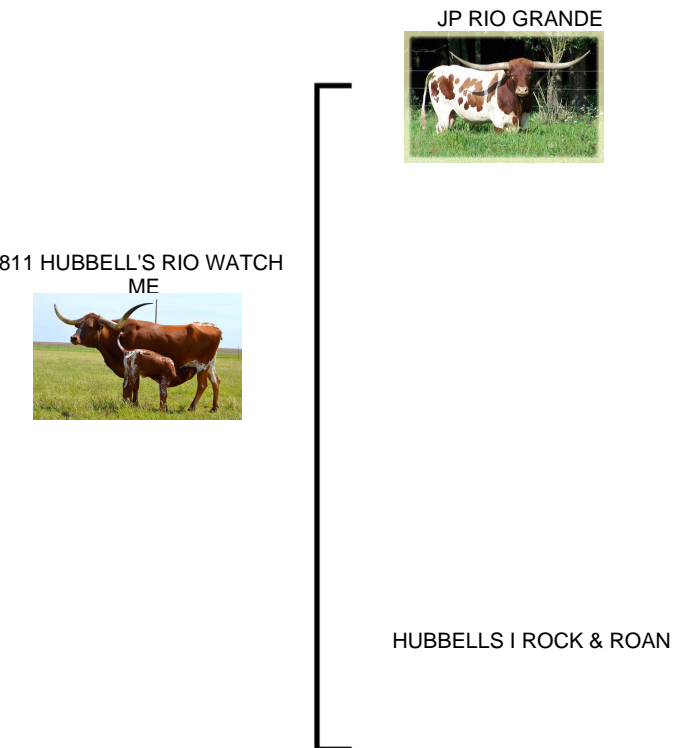 JP RIO GRANDE
811 HUBBELL'S RIO WATCH
ME
HUBBELLS I ROCK & ROAN